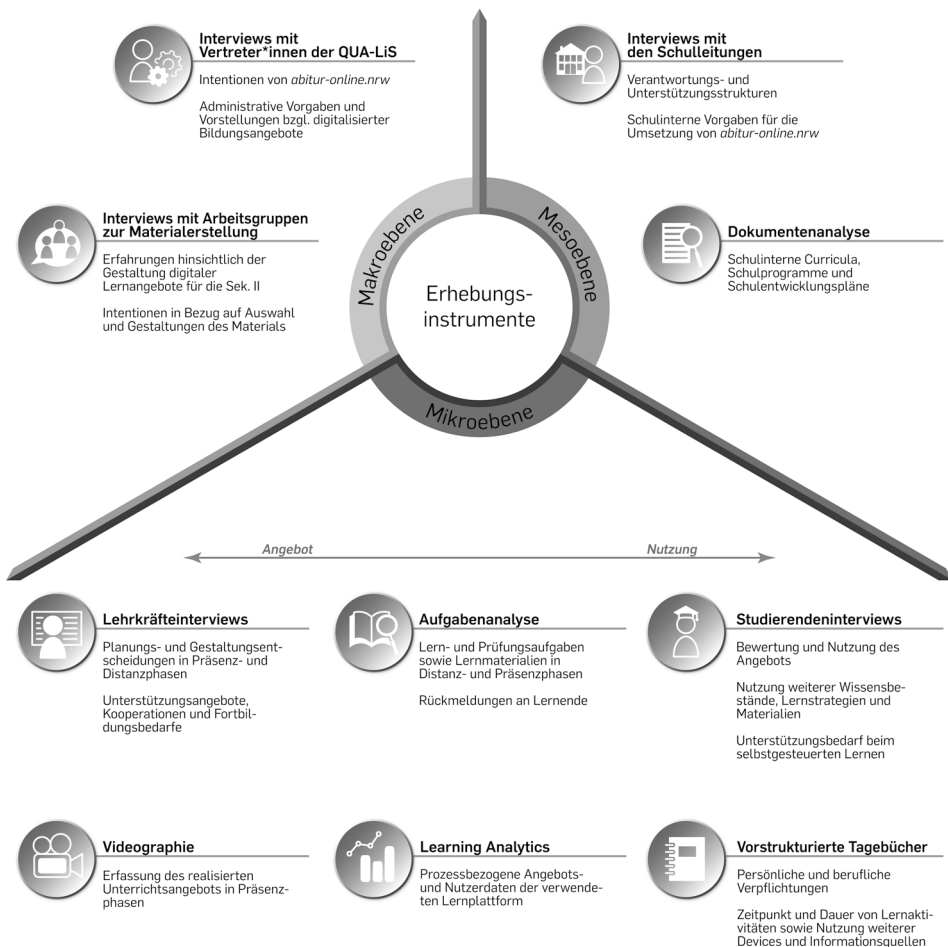 Interviews mit
Vertreter*innen der QUA-LiS
Intentionen von abitur-online.nrw
Administrative Vorgaben und
Vorstellungen bzgl. digitalisierter
Bildungsangebote
Interviews mit
den Schulleitungen
Verantwortungs- und
Unterstützungsstrukturen
Schulinterne Vorgaben für die
Umsetzung von abitur-online.nrw
Interviews mit Arbeitsgruppen
zur Materialerstellung
Erfahrungen hinsichtlich der
Gestaltung digitaler
Lernangebote für die Sek. II
Intentionen in Bezug auf Auswahl
und Gestaltungen des Materials
Makroebene
Mesoebene
Erhebungs-
instrumente
Mikroebene
Dokumentenanalyse
Schulinterne Curricula,
Schulprogramme und
Schulentwicklungspläne
Angebot
Nutzung
Lehrkräfteinterviews
Planungs- und Gestaltungsent-
scheidungen in Präsenz- und
Distanzphasen
Unterstützungsangebote,
Kooperationen und Fortbil-
dungsbedarfe
Aufgabenanalyse
Lern- und Prüfungsaufgaben
sowie Lernmaterialien in
Distanz- und Präsenzphasen
Rückmeldungen an Lernende
Studierendeninterviews
Bewertung und Nutzung des
Angebots
Nutzung weiterer Wissensbe-
stände, Lernstrategien und
Materialien
Unterstützungsbedarf beim
selbstgesteuerten Lernen
Videographie
Erfassung des realisierten
Unterrichtsangebots in Präsenz-
phasen
Learning Analytics
Prozessbezogene Angebots-
und Nutzerdaten der verwende-
ten Lernplattform
Vorstrukturierte Tagebücher
Persönliche und berufliche
Verpflichtungen
Zeitpunkt und Dauer von Lernakti-
vitäten sowie Nutzung weiterer
Devices und Informationsquellen